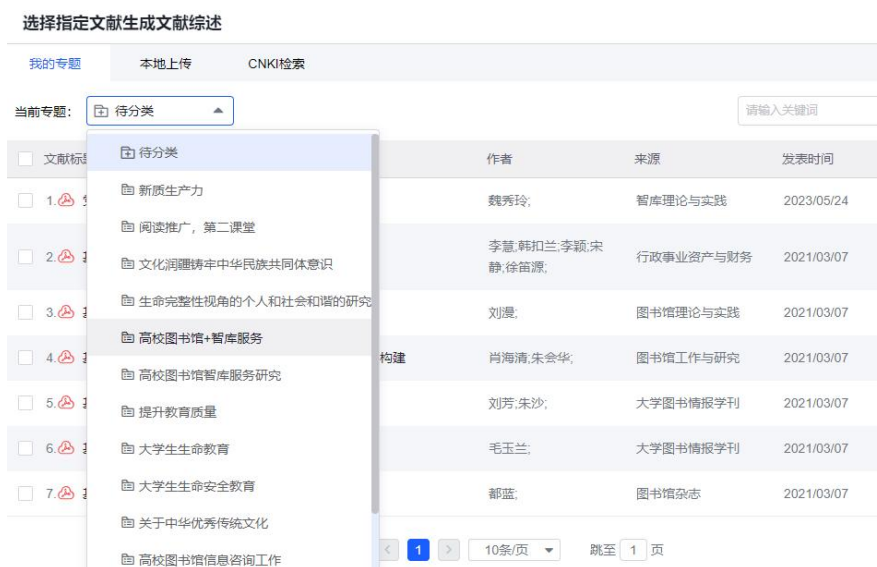 选择指定文献生成文献综述
我的专题 本地上传 CNKI检索
当前专题： 待分类 请输入关键词
文献标 作者 来源 发表时间
待分类
新质生产力
阅读推广，第二课堂
文化润疆铸牢中华民族共同体意识
生命完整性视角的个人和社会和谐的研究
高校图书馆+智库服务
高校图书馆智库服务研究
提升教育质量
大学生生命教育
大学生生命安全教育
关于中华优秀传统文化
高校图书馆信息咨询工作
1. 魏秀玲; 智库理论与实践 2023/05/24
2. 李慧;韩扣兰;李颖;宋
静;徐笛源; 行政事业资产与财务 2021/03/07
3. 刘漫; 图书馆理论与实践 2021/03/07
4. 构建 肖海清;朱会华; 图书馆工作与研究 2021/03/07
5. 刘芳;朱沙; 大学图书情报学刊 2021/03/07
6. 毛玉兰; 大学图书情报学刊 2021/03/07
7. 都蓝; 图书馆杂志 2021/03/07
< 1 > 10条/页 跳至 1 页